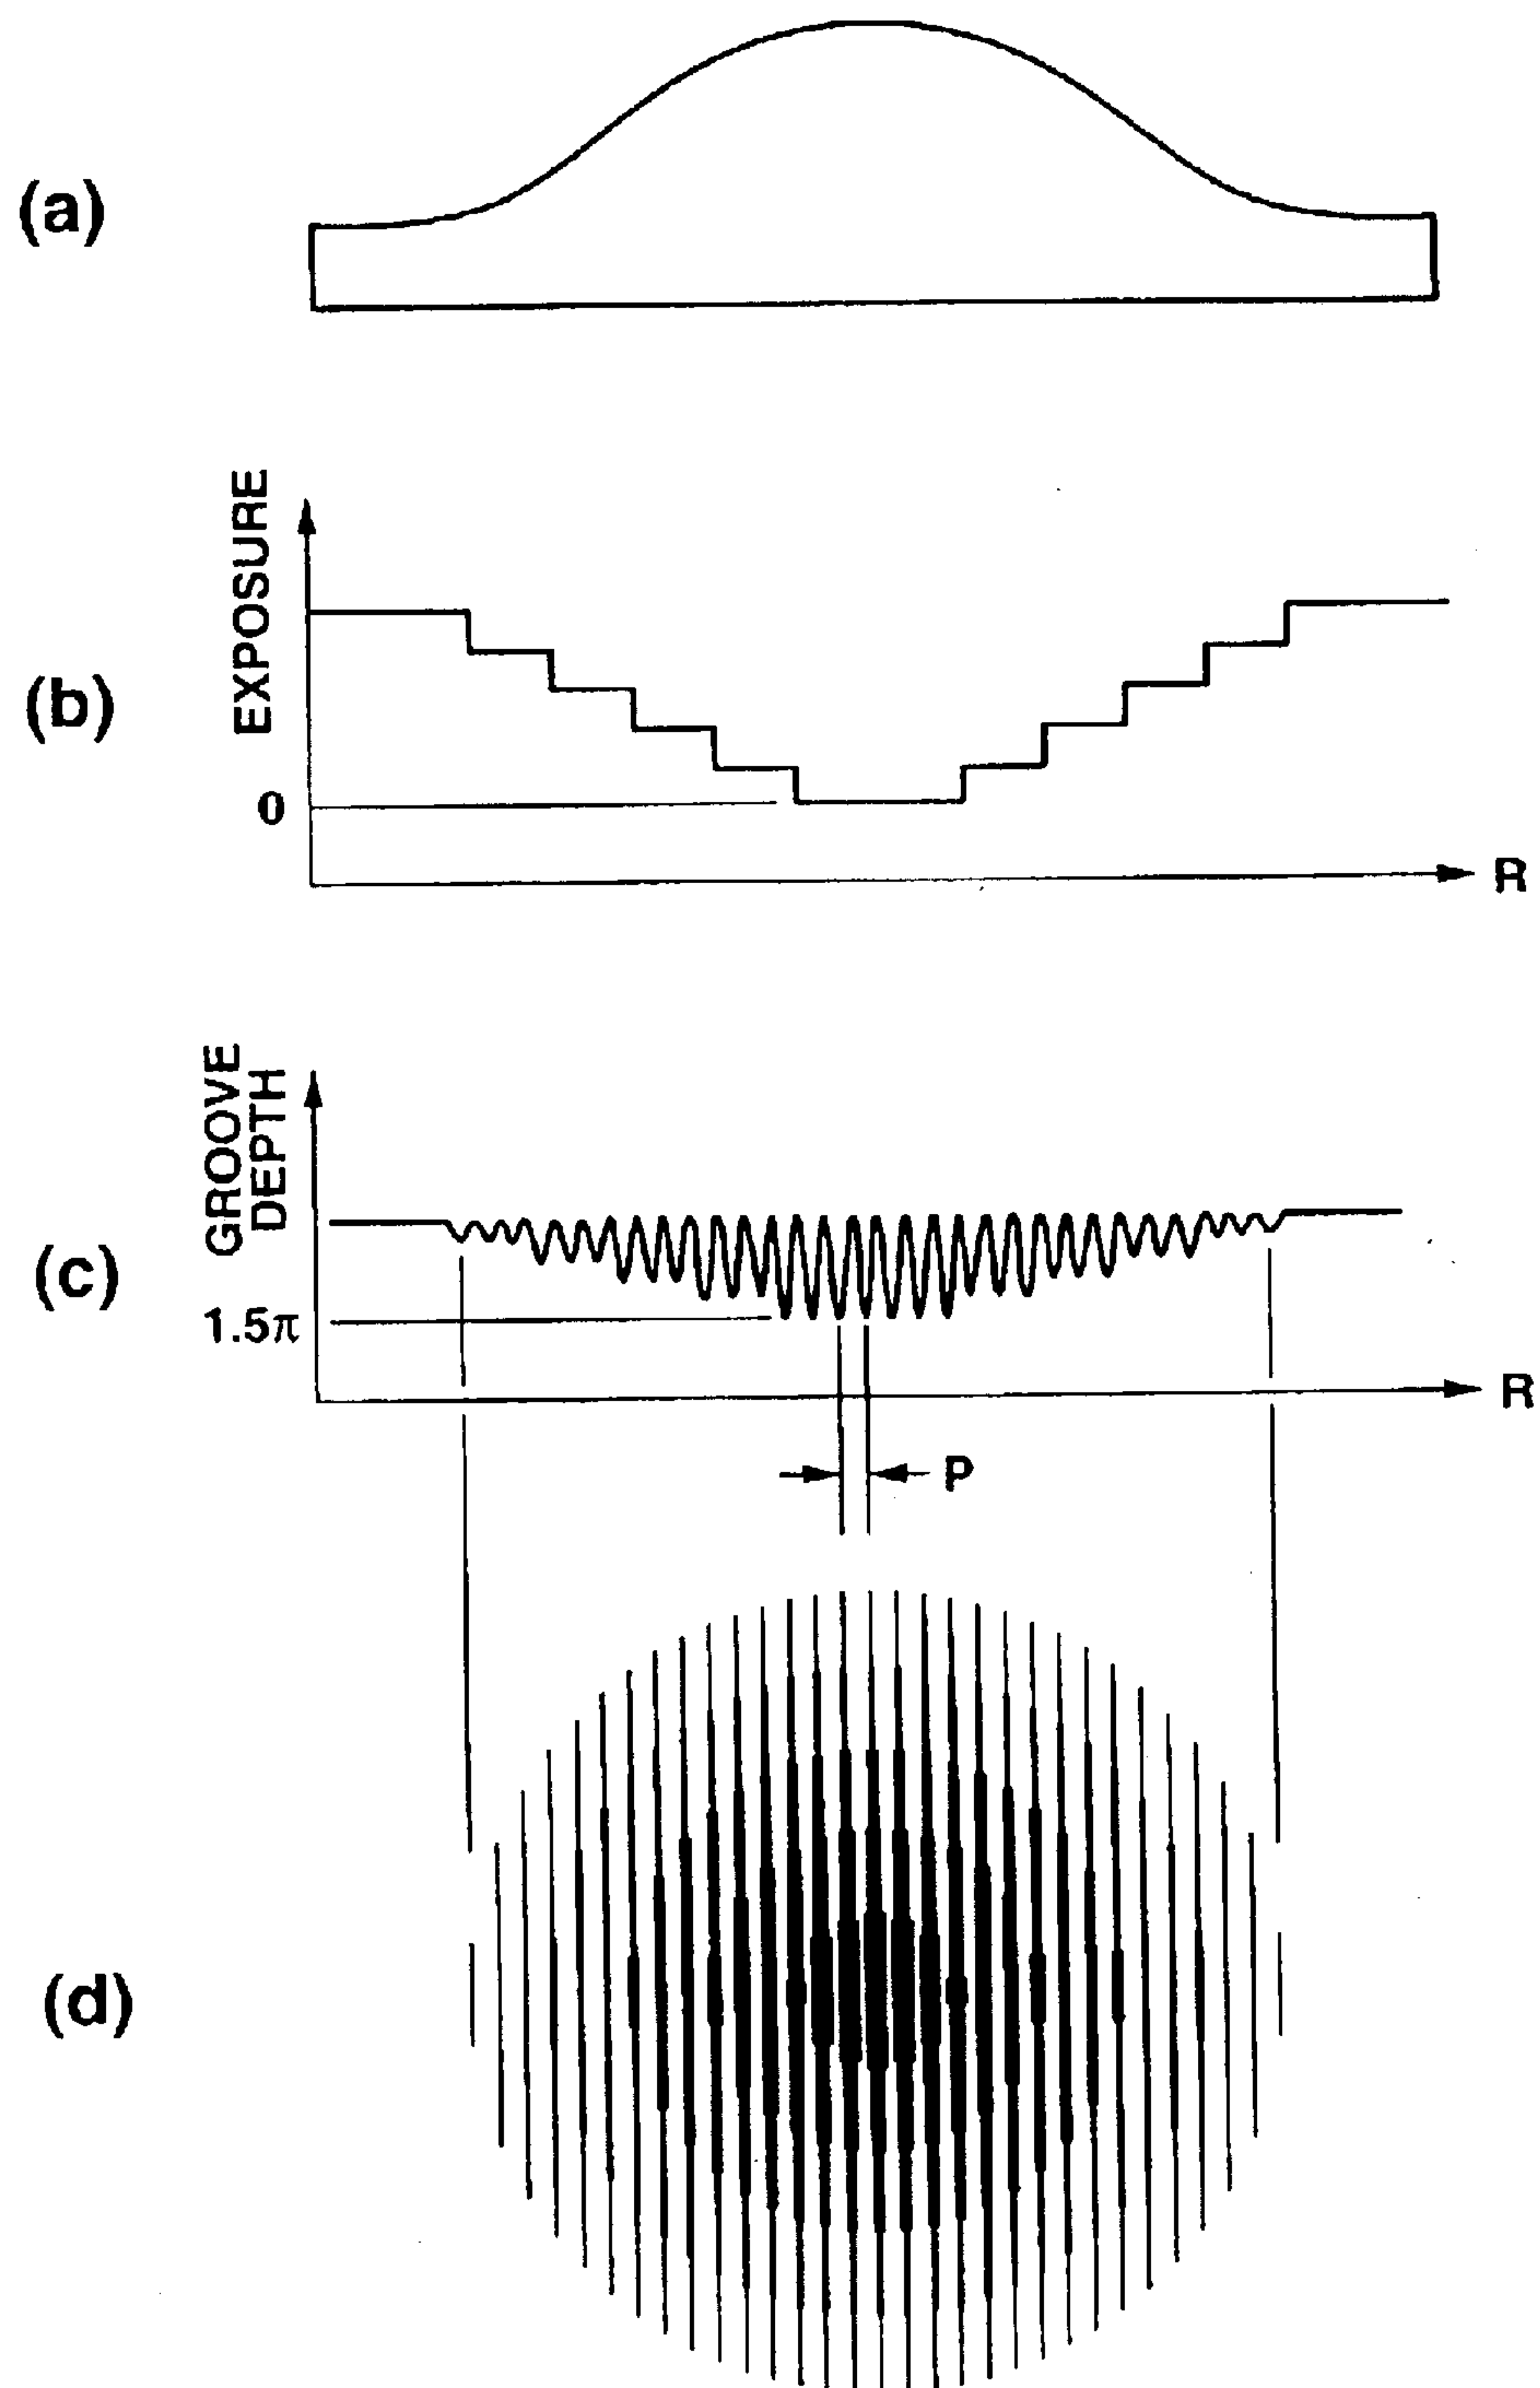 (a)
(b)
EXPOSURE
0
R
(c)
GROOVE
DEPTH
1.5π
R
P
(d)